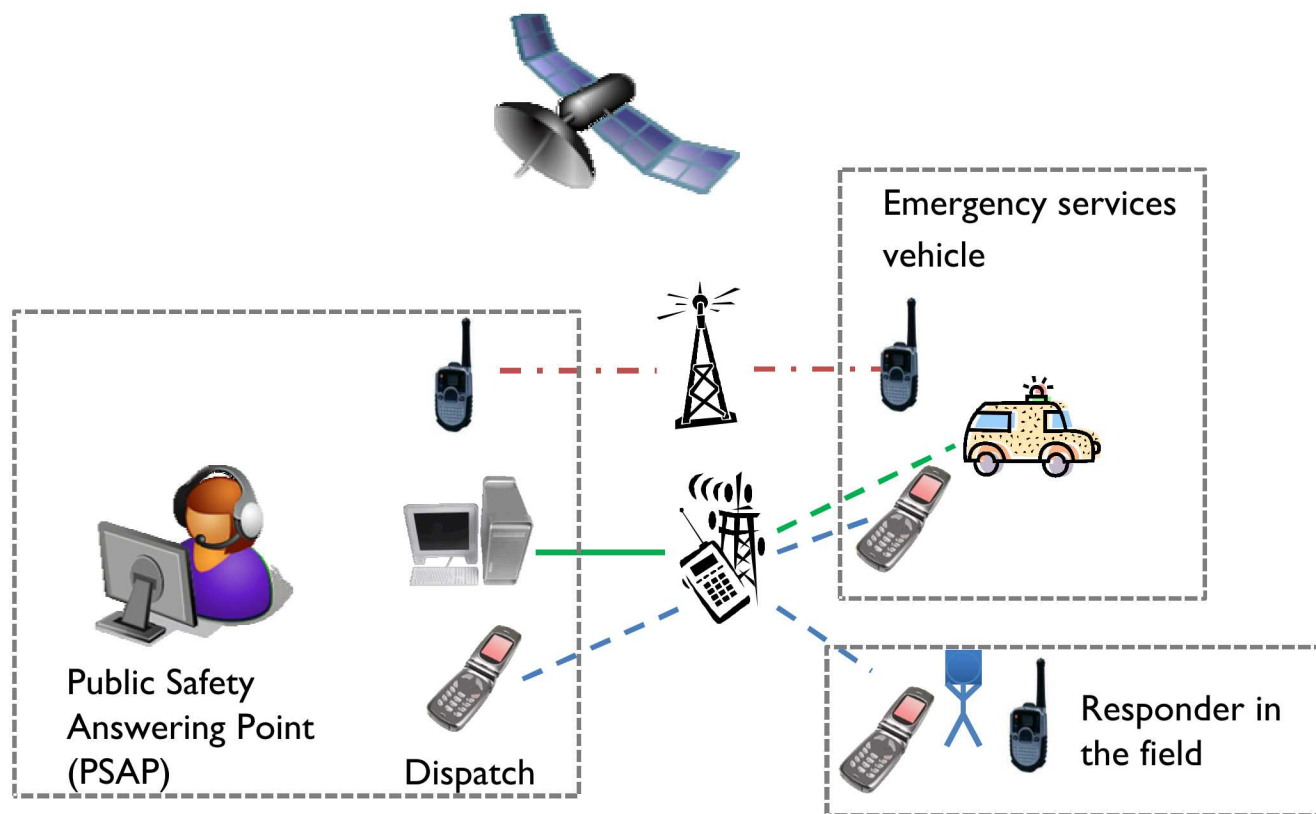 Emergency services
vehicle
Public Safety
Answering Point
(PSAP)
Dispatch
Responder in
the field